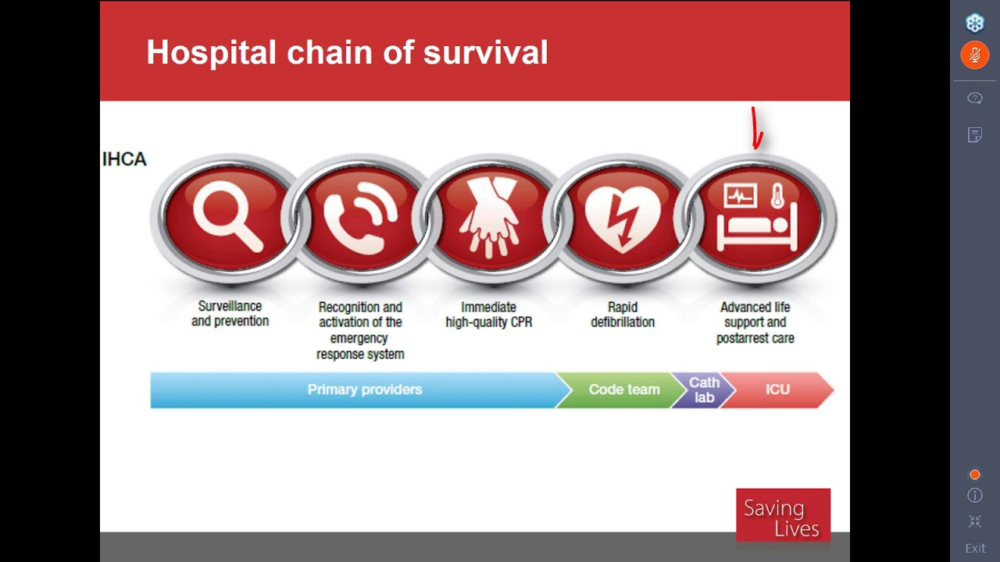 Hospital chain of survival
IHCA
Surveillance
and prevention
Recognition and
activation of the
emergency
response system
Immediate
high-quality CPR
Rapid
defibrillation
Advanced life
support and
postarrest care
Primary providers
Code team
Cath
lab
ICU
Saving
Lives
Exit